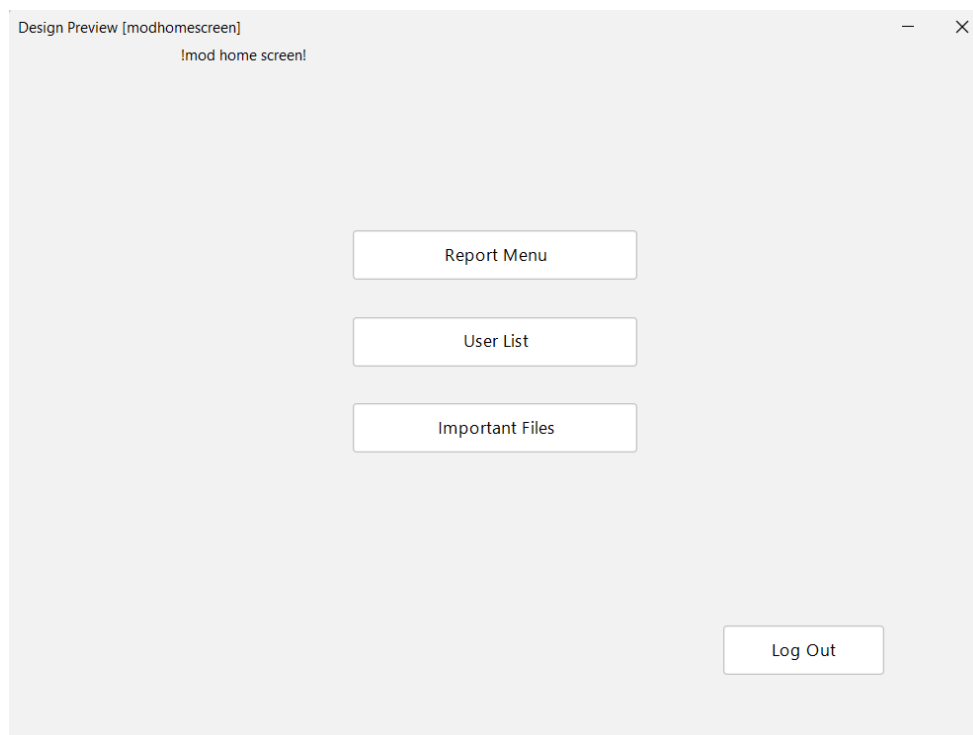 Design Preview [modhomescreen]
!mod home screen!
Report Menu
User List
Important Files
Log Out